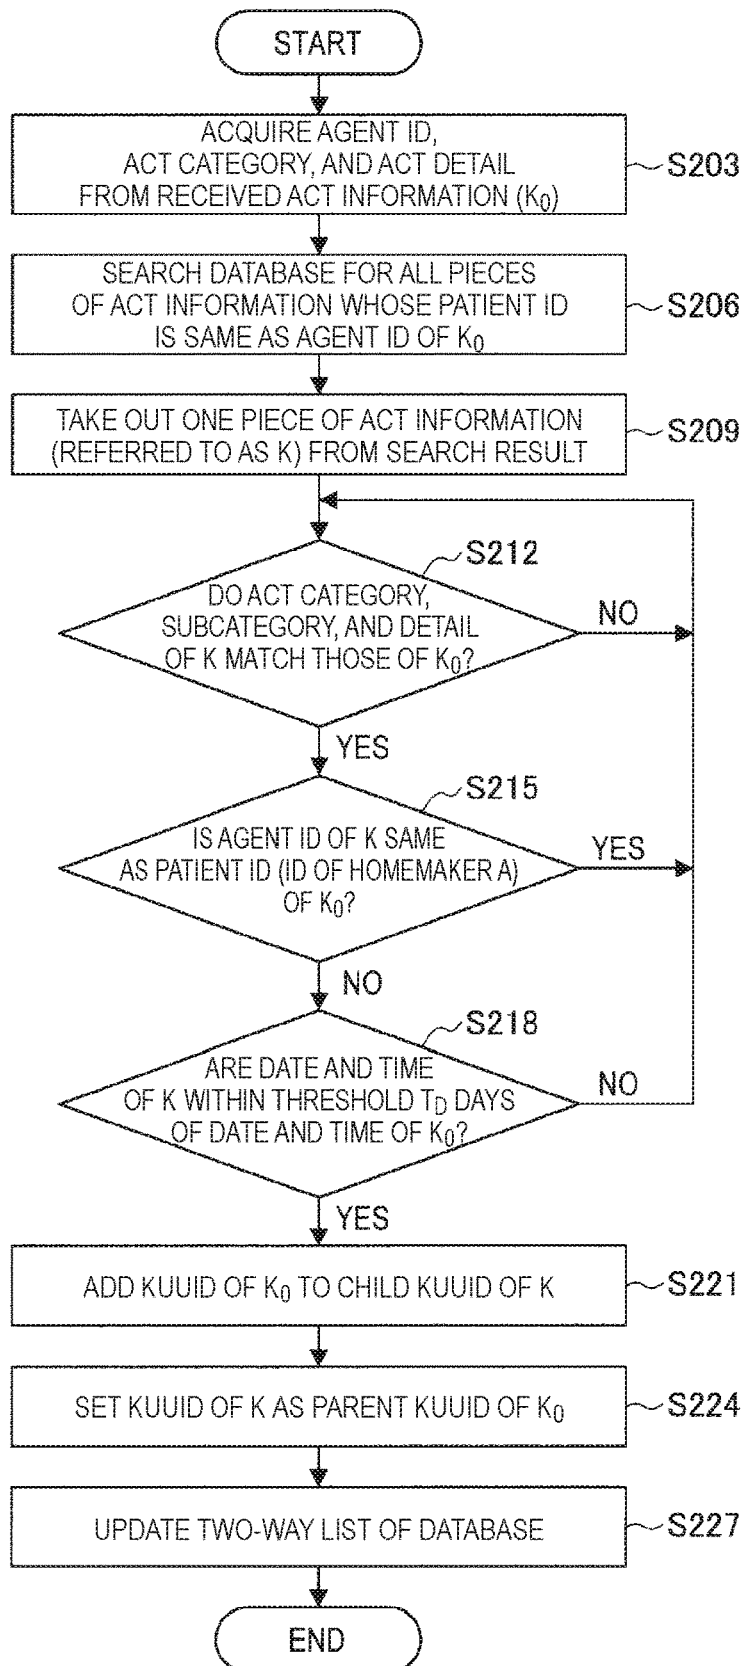 START
ACQUIRE AGENT ID,
ACT CATEGORY, AND ACT DETAIL
FROM RECEIVED ACT INFORMATION (K0)
S203
SEARCH DATABASE FOR ALL PIECES
OF ACT INFORMATION WHOSE PATIENT ID
IS SAME AS AGENT ID OF K0
S206
TAKE OUT ONE PIECE OF ACT INFORMATION
(REFERRED TO AS K) FROM SEARCH RESULT
S209
S212
DO ACT CATEGORY,
SUBCATEGORY, AND DETAIL
OF K MATCH THOSE OF K0?
NO
YES
S215
IS AGENT ID OF K SAME
AS PATIENT ID (ID OF HOMEMAKER A)
OF K0?
YES
NO
S218
ARE DATE AND TIME
OF K WITHIN THRESHOLD TD DAYS
OF DATE AND TIME OF K0?
NO
YES
ADD KUUID OF K0 TO CHILD KUUID OF K
S221
SET KUUID OF K AS PARENT KUUID OF K0
S224
UPDATE TWO-WAY LIST OF DATABASE
S227
END